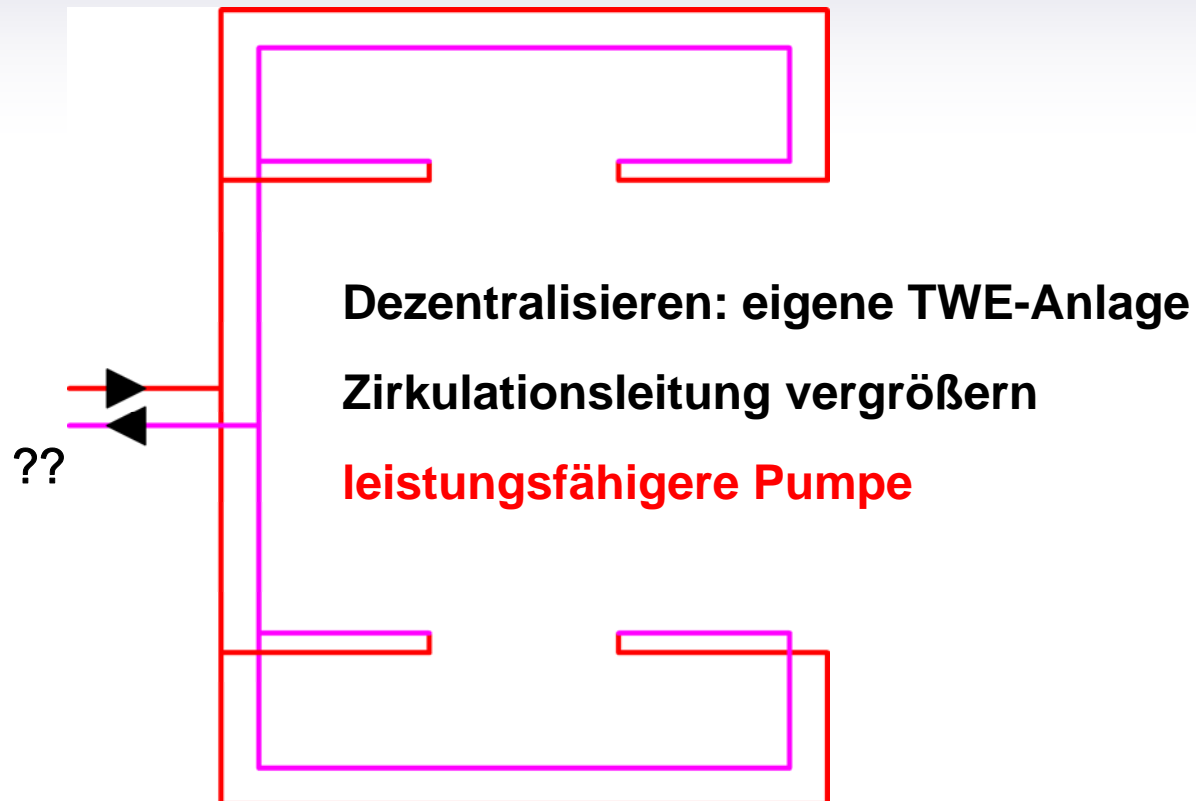 Dezentralisieren: eigene TWE-Anlage
Zirkulationsleitung vergrößern
??
leistungsfähigere Pumpe